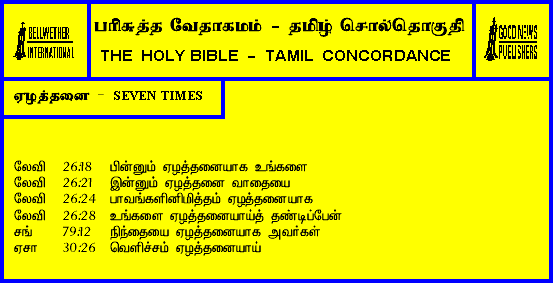 BELLWETHER
INTERNATIONAL
பரிசுத்த வேதாகமம் - தமிழ் சொல்தொகுதி
THE HOLY BIBLE - TAMIL CONCORDANCE
GOOD NEWS
PUBLISHERS
ஏழத்தனை - SEVEN TIMES
லேவி 26:18 பின்னும் ஏழத்தனையாக உங்களை
லேவி 26:21 இன்னும் ஏழத்தனை வாதையை
லேவி 26:24 பாவங்களினிமித்தம் ஏழத்தனையாக
லேவி 26:28 உங்களை ஏழத்தனையாய்த் தண்டிப்பேன்
சங் 79:12 நிந்தையை ஏழத்தனையாக அவர்கள்
ஏசா 30:26 வெளிச்சம் ஏழத்தனையாய்